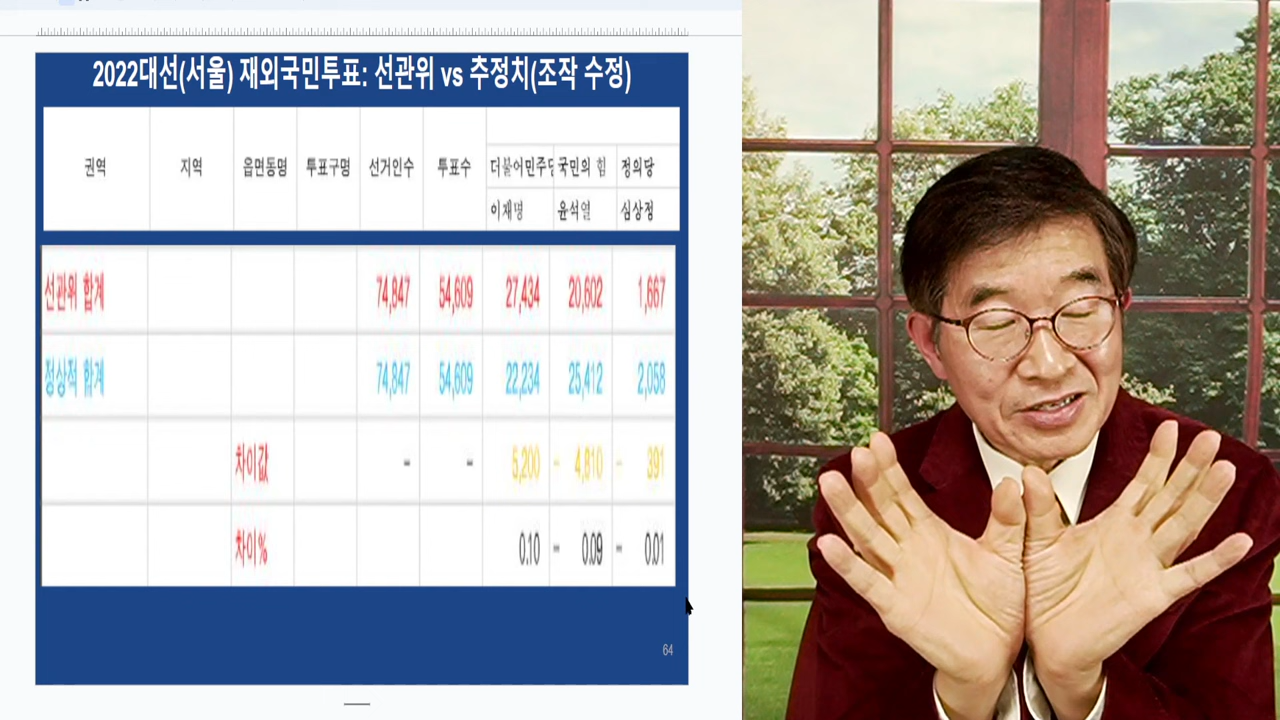 2022대선(서울) 재외국민투표: 선관위 vs 추정치(조작 수정)
권역 지역 읍면동명 투표구명 선거인수 투표수 더불어민주당 국민의 힘 정의당
이재명 윤석열 심상정
선관위 합계 74,847 54,609 27,434 20,602 1,667
정상적 합계 74,847 54,609 22,234 25,412 2,058
차이값 - - 5,200 - 4,810 - 391
차이% 0.10 - 0.09 - 0.01
64